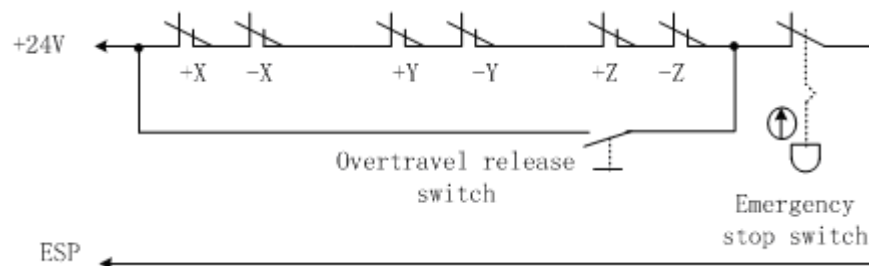 +24V
+X
-X
+Y
-Y
+Z
-Z
Overtravel release
switch
Emergency
stop switch
ESP